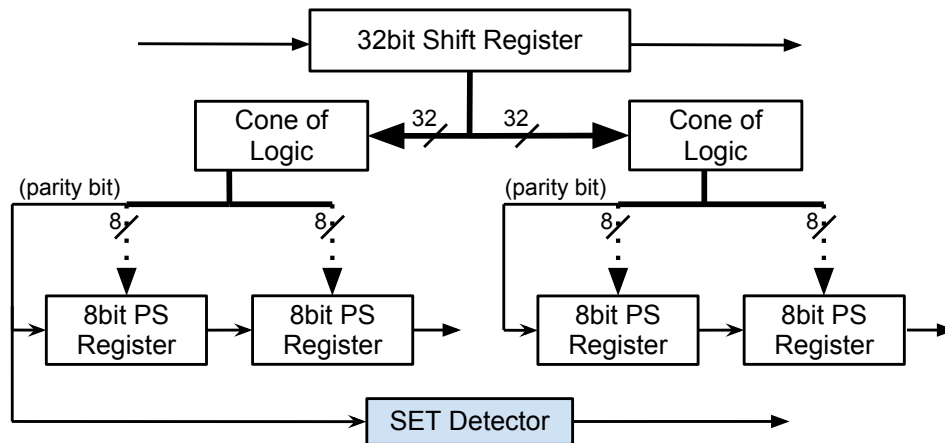 32bit Shift Register
32
32
Cone of
Logic
Cone of
Logic
(parity bit)
(parity bit)
8
8
8
8
8bit PS
Register
8bit PS
Register
8bit PS
Register
8bit PS
Register
SET Detector